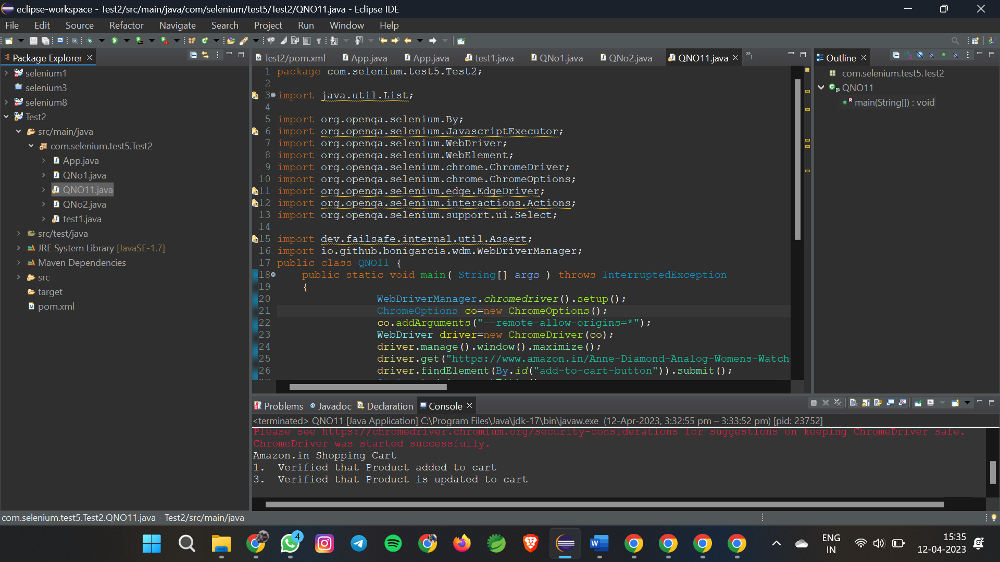 eclipse-workspace - Test2/src/main/java/com/selenium/test5/Test2/QNO11.java - Eclipse IDE
File Edit Source Refactor Navigate Search Project Run Window Help
Package Explorer
selenium1
selenium3
selenium8
Test2
src/main/java
com.selenium.test5.Test2
App.java
QNo1.java
QNO11.java
QNo2.java
test1.java
src/test/java
JRE System Library [JavaSE-1.7]
Maven Dependencies
src
target
pom.xml
Test2/pom.xml App.java App.java test1.java QNo1.java QNo2.java QNO11.java »1
1 package com.selenium.test5.Test2;
2
3 import java.util.List;
4
5 import org.openqa.selenium.By;
6 import org.openqa.selenium.JavascriptExecutor;
7 import org.openqa.selenium.WebDriver;
8 import org.openqa.selenium.WebElement;
9 import org.openqa.selenium.chrome.ChromeDriver;
10 import org.openqa.selenium.chrome.ChromeOptions;
11 import org.openqa.selenium.edge.EdgeDriver;
12 import org.openqa.selenium.interactions.Actions;
13 import org.openqa.selenium.support.ui.Select;
14
15 import dev.failsafe.internal.util.Assert;
16 import io.github.bonigarcia.wdm.WebDriverManager;
17 public class QNO11 {
18 public static void main( String[] args ) throws InterruptedException
19 {
20 WebDriverManager.chromedriver().setup();
21 ChromeOptions co=new ChromeOptions();
22 co.addArguments("--remote-allow-origins=*");
23 WebDriver driver=new ChromeDriver(co);
24 driver.manage().window().maximize();
25 driver.get("https://www.amazon.in/Anne-Diamond-Analog-Womens-Watch-
26 driver.findElement(By.id("add-to-cart-button")).submit();
Outline
com.selenium.test5.Test2
QNO11
main(String[]) : void
Problems Javadoc Declaration Console
<terminated> QNO11 [Java Application] C:\Program Files\Java\jdk-17\bin\javaw.exe (12-Apr-2023, 3:32:55 pm – 3:33:52 pm) [pid: 23752]
Please see https://chromedriver.chromium.org/security-considerations for suggestions on keeping ChromeDriver safe.
ChromeDriver was started successfully.
Amazon.in Shopping Cart
1. Verified that Product added to cart
3. Verified that Product is updated to cart
com.selenium.test5.Test2.QNO11.java - Test2/src/main/java
4
ENG
IN
15:35
12-04-2023